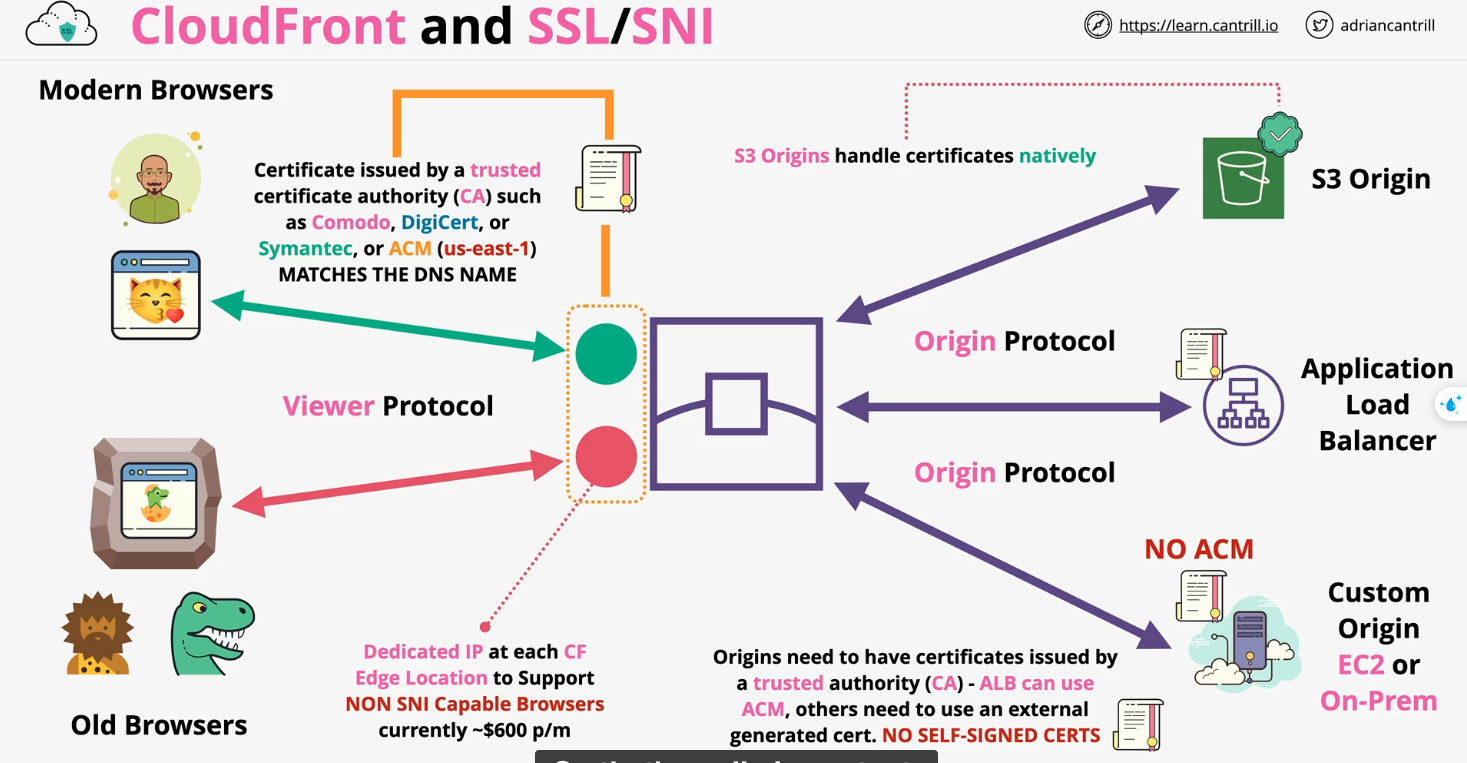 SSL
CloudFront and SSL/SNI
https://learn.cantrill.io
adriancantrill
Modern Browsers
Certificate issued by a trusted
certificate authority (CA) such
as Comodo, DigiCert, or
Symantec, or ACM (us-east-1)
MATCHES THE DNS NAME
S3 Origins handle certificates natively
S3 Origin
Viewer Protocol
Origin Protocol
Application
Load
Balancer
Origin Protocol
NO ACM
Custom
Origin
EC2 or
On-Prem
Old Browsers
Dedicated IP at each CF
Edge Location to Support
NON SNI Capable Browsers
currently ~$600 p/m
Origins need to have certificates issued by
a trusted authority (CA) - ALB can use
ACM, others need to use an external
generated cert. NO SELF-SIGNED CERTS